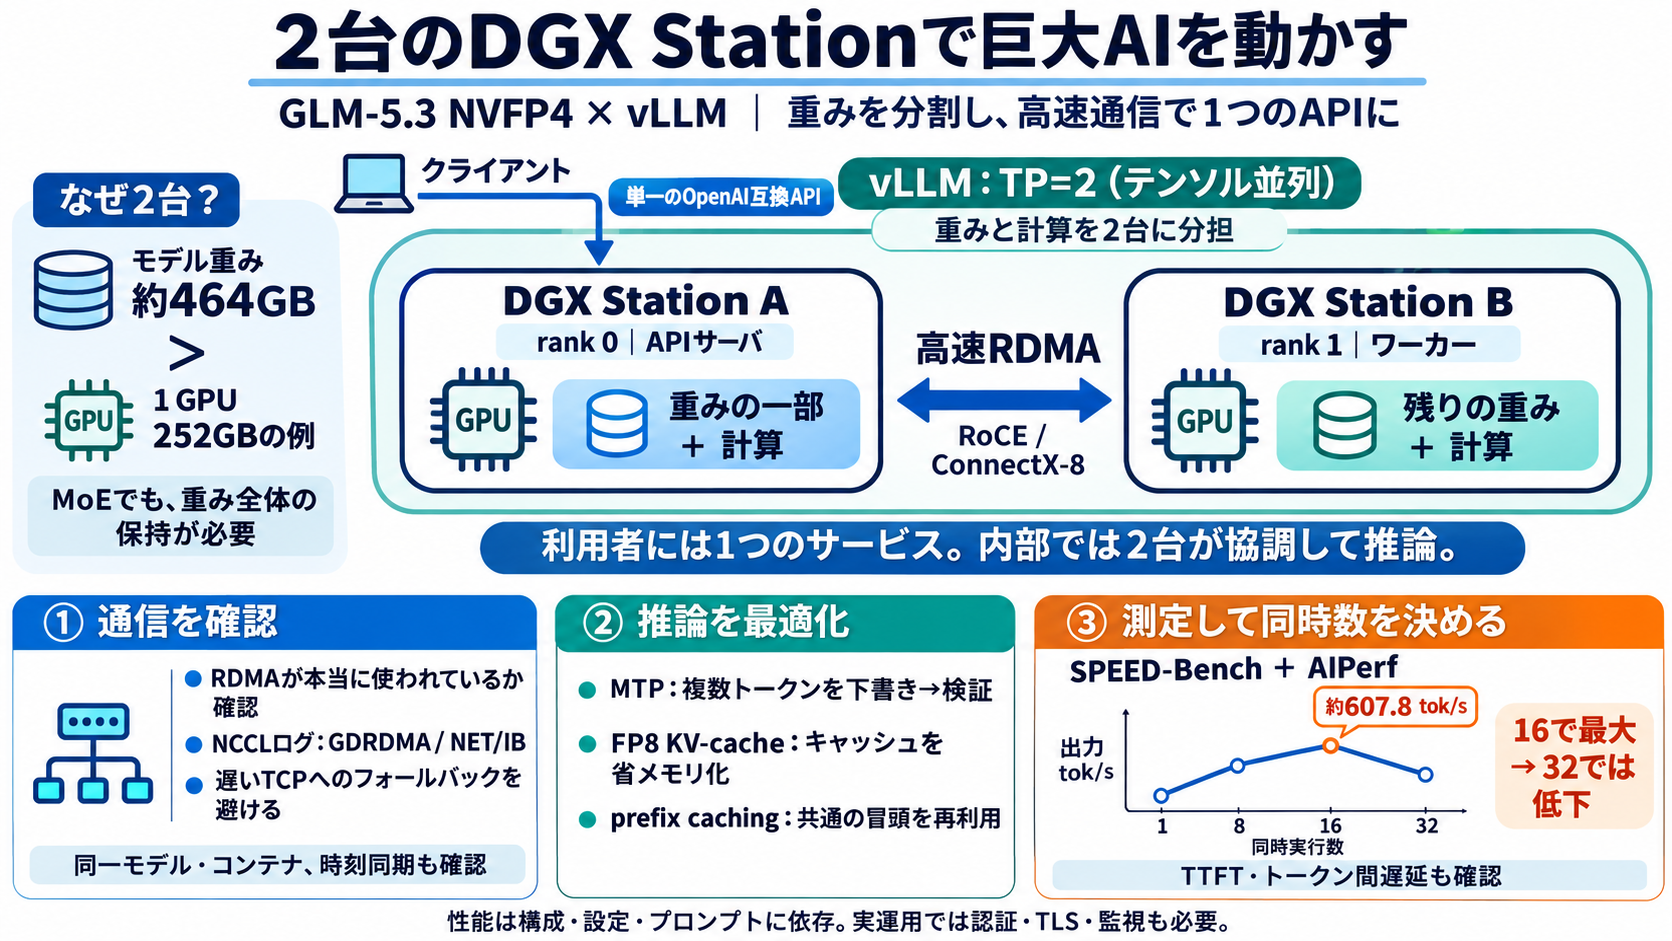 2台のDGX Stationで巨大AIを動かす
GLM-5.3 NVFP4 × vLLM ｜ 重みを分割し、高速通信で1つのAPIに
なぜ2台？
モデル重み
約464GB
>
GPU
1 GPU
252GBの例
MoEでも、重み全体の
保持が必要
クライアント
単一のOpenAI互換API
vLLM：TP=2（テンソル並列）
重みと計算を2台に分担
DGX Station A
rank 0｜APIサーバ
GPU
重みの一部
＋ 計算
高速RDMA
RoCE /
ConnectX-8
DGX Station B
rank 1｜ワーカー
GPU
残りの重み
＋ 計算
利用者には1つのサービス。内部では2台が協調して推論。
① 通信を確認
RDMAが本当に使われているか
確認
NCCLログ：GDRDMA / NET/IB
遅いTCPへのフォールバックを
避ける
同一モデル・コンテナ、時刻同期も確認
② 推論を最適化
MTP：複数トークンを下書き→検証
FP8 KV-cache：キャッシュを
省メモリ化
prefix caching：共通の冒頭を再利用
③ 測定して同時数を決める
SPEED-Bench ＋ AIPerf
約607.8 tok/s
出力
tok/s
1 8 16 32
同時実行数
16で最大
→ 32では
低下
TTFT・トークン間遅延も確認
性能は構成・設定・プロンプトに依存。実運用では認証・TLS・監視も必要。